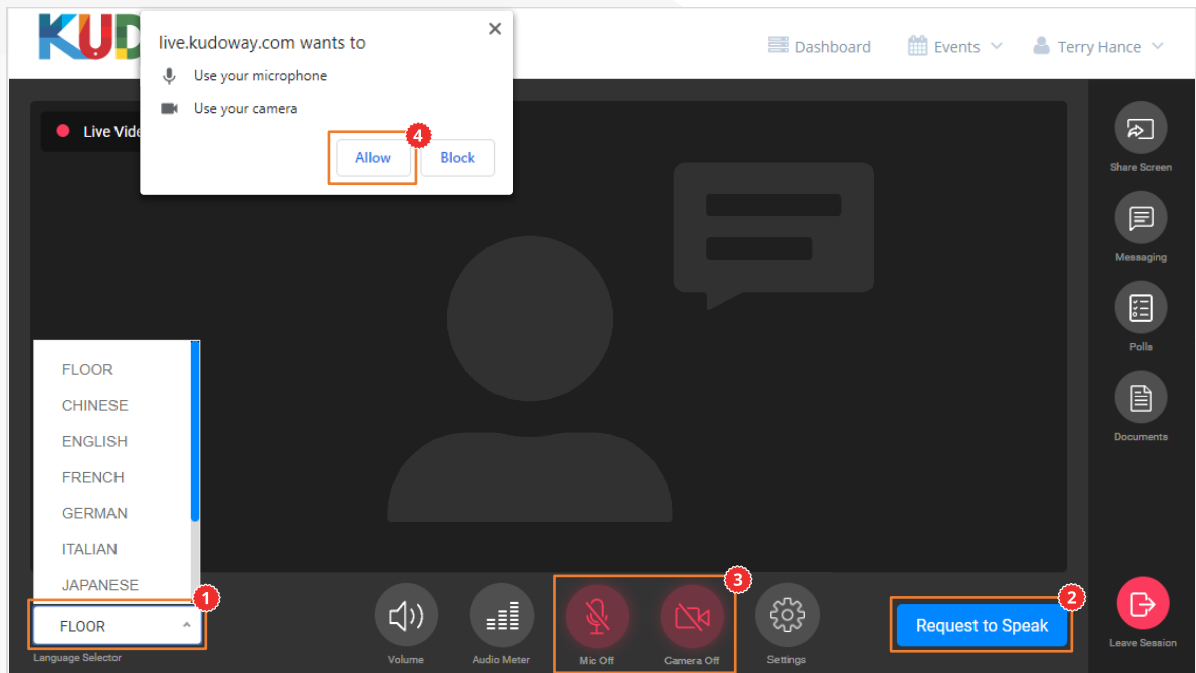 KUD
live.kudoway.com wants to
Use your microphone
Use your camera
Allow
Block
4
Dashboard
Events
Terry Hance
Live Vide
Share Screen
Messaging
Polls
Documents
FLOOR
CHINESE
ENGLISH
FRENCH
GERMAN
ITALIAN
JAPANESE
1
FLOOR
Language Selector
Volume
Audio Meter
3
Mic Off
Camera Off
Settings
2
Request to Speak
Leave Session